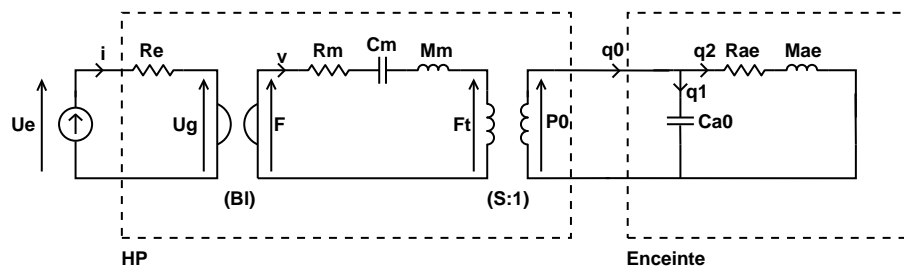 i Re v Rm Cm Mm q0 q2 Rae Mae
q1
Ue Ug F Ft P0 Ca0
(Bl) (S:1)
HP Enceinte